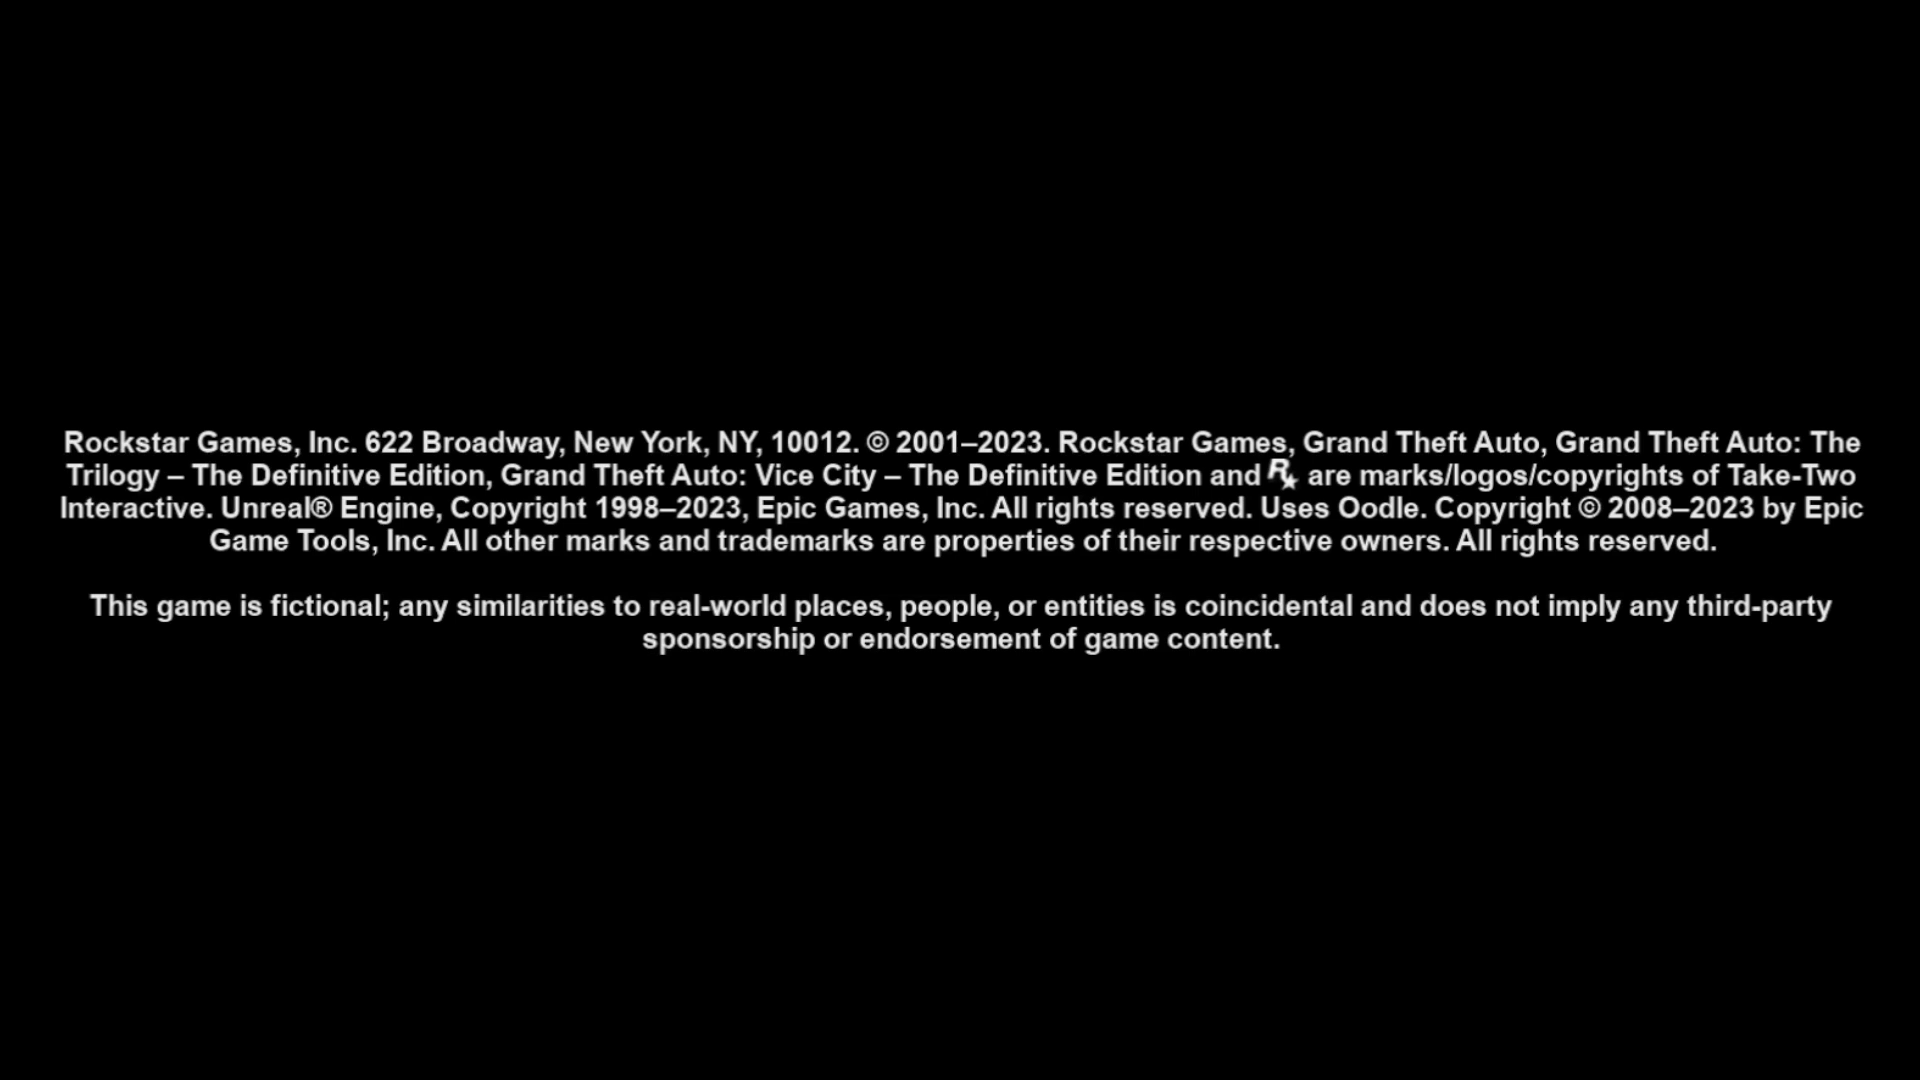 Rockstar Games, Inc. 622 Broadway, New York, NY, 10012. © 2001–2023. Rockstar Games, Grand Theft Auto, Grand Theft Auto: The
Trilogy – The Definitive Edition, Grand Theft Auto: Vice City – The Definitive Edition and R★ are marks/logos/copyrights of Take-Two
Interactive. Unreal® Engine, Copyright 1998–2023, Epic Games, Inc. All rights reserved. Uses Oodle. Copyright © 2008–2023 by Epic
Game Tools, Inc. All other marks and trademarks are properties of their respective owners. All rights reserved.
This game is fictional; any similarities to real-world places, people, or entities is coincidental and does not imply any third-party
sponsorship or endorsement of game content.